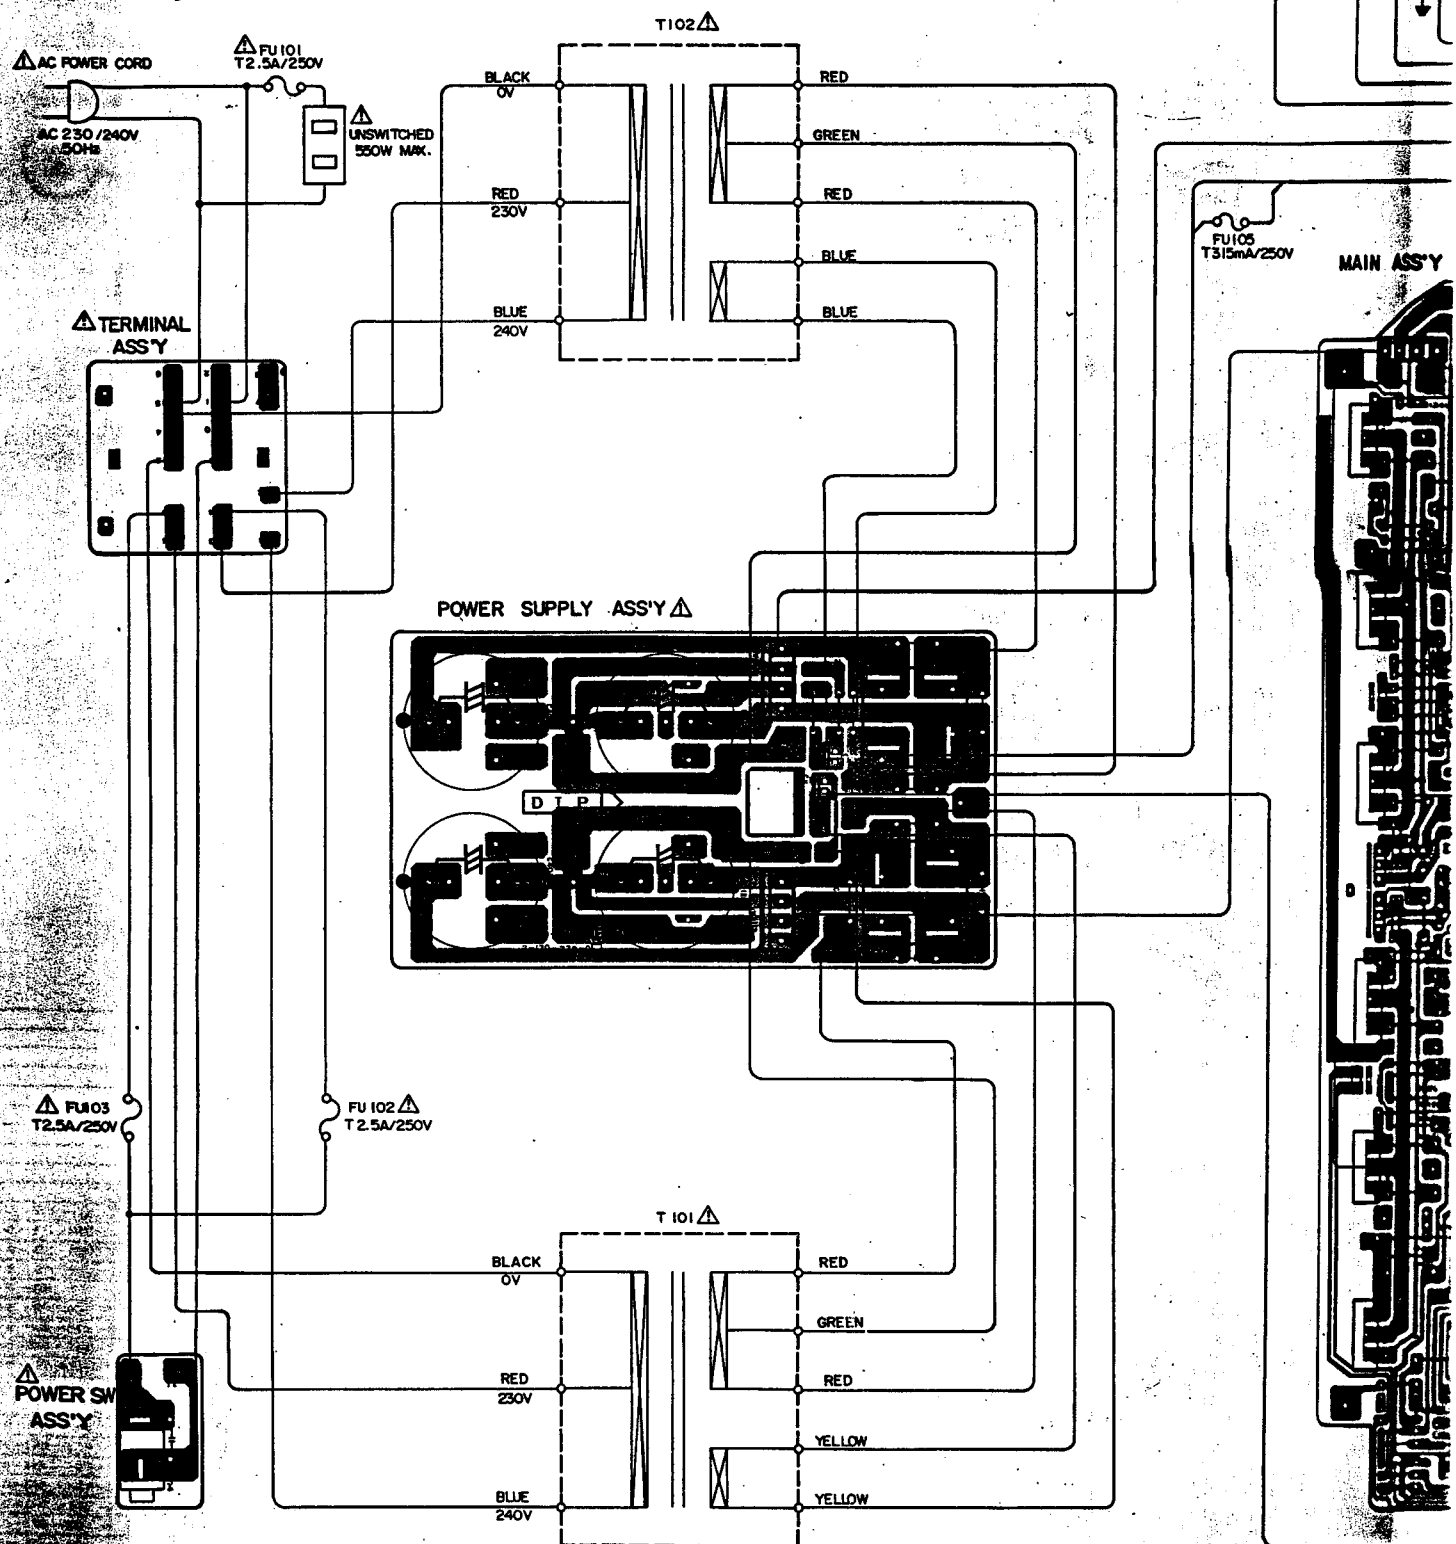 T102
FU101
T2.5A/250V
AC POWER CORD
AC 230/240V
50Hz
UNSWITCHED
550W MAX.
BLACK
0V
RED
230V
BLUE
240V
RED
GREEN
RED
BLUE
BLUE
FU105
T315mA/250V
MAIN ASS'Y
TERMINAL
ASS'Y
POWER SUPPLY ASS'Y
DIP
FU103
T2.5A/250V
FU102
T2.5A/250V
T101
BLACK
0V
RED
230V
BLUE
240V
RED
GREEN
RED
YELLOW
YELLOW
POWER SW
ASS'Y